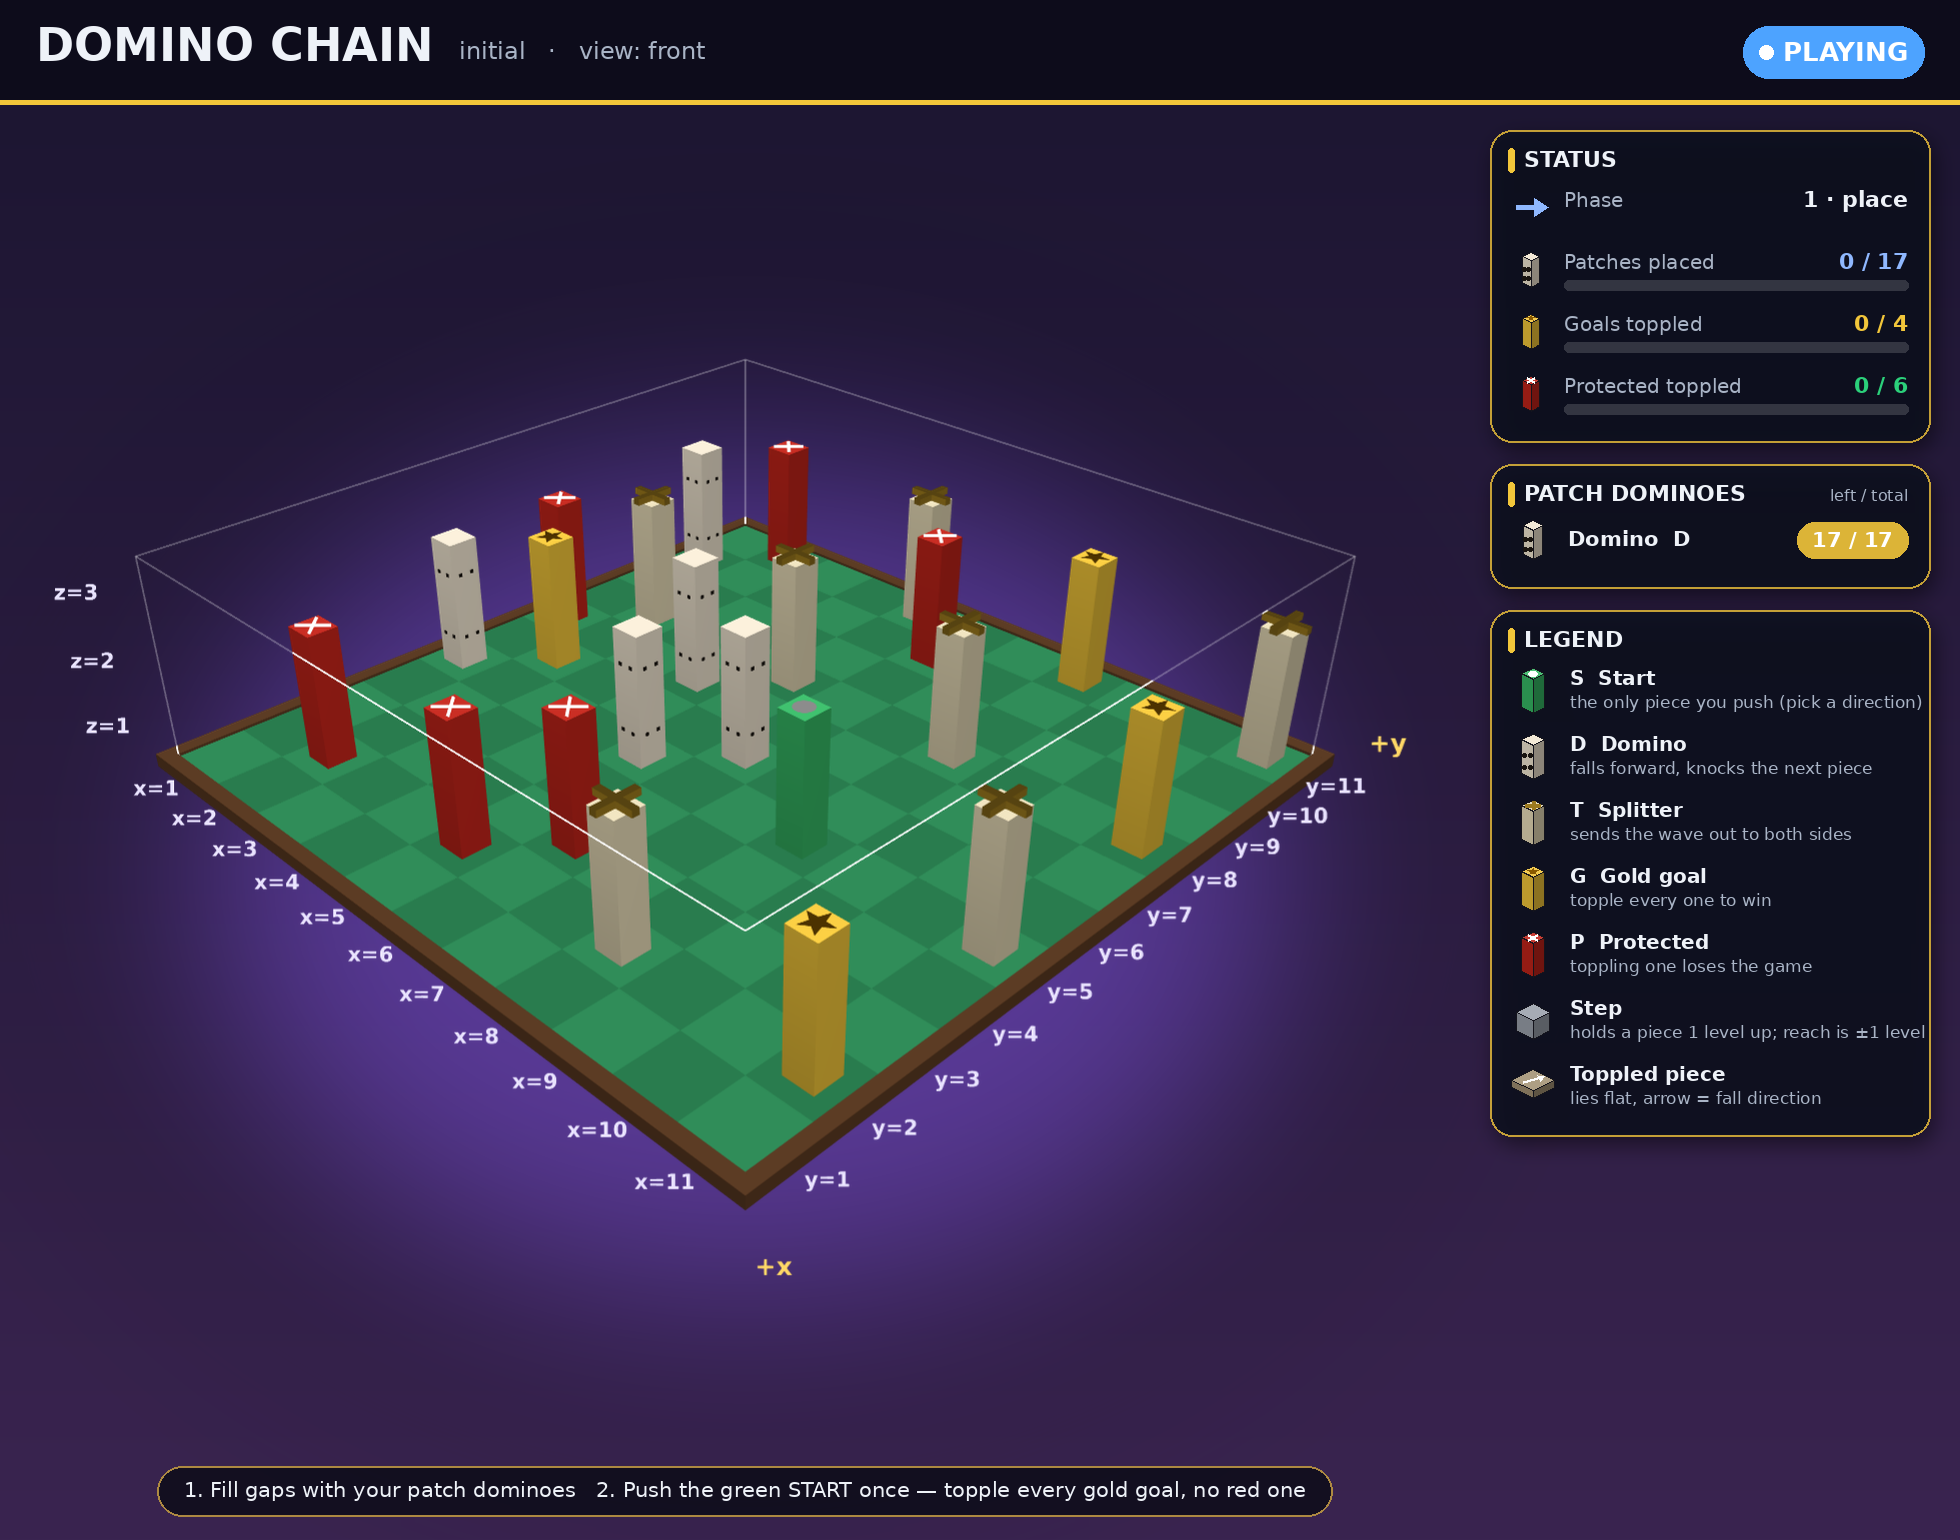 DOMINO CHAIN initial · view: front
PLAYING
STATUS
Phase 1 · place
Patches placed 0 / 17
Goals toppled 0 / 4
Protected toppled 0 / 6
PATCH DOMINOES left / total
Domino D 17 / 17
LEGEND
S Start
the only piece you push (pick a direction)
D Domino
falls forward, knocks the next piece
T Splitter
sends the wave out to both sides
G Gold goal
topple every one to win
P Protected
toppling one loses the game
Step
holds a piece 1 level up; reach is ±1 level
Toppled piece
lies flat, arrow = fall direction
z=3
z=2
z=1
x=1
x=2
x=3
x=4
x=5
x=6
x=7
x=8
x=9
x=10
x=11
+x
y=1
y=2
y=3
y=4
y=5
y=6
y=7
y=8
y=9
y=10
y=11
+y
1. Fill gaps with your patch dominoes 2. Push the green START once — topple every gold goal, no red one